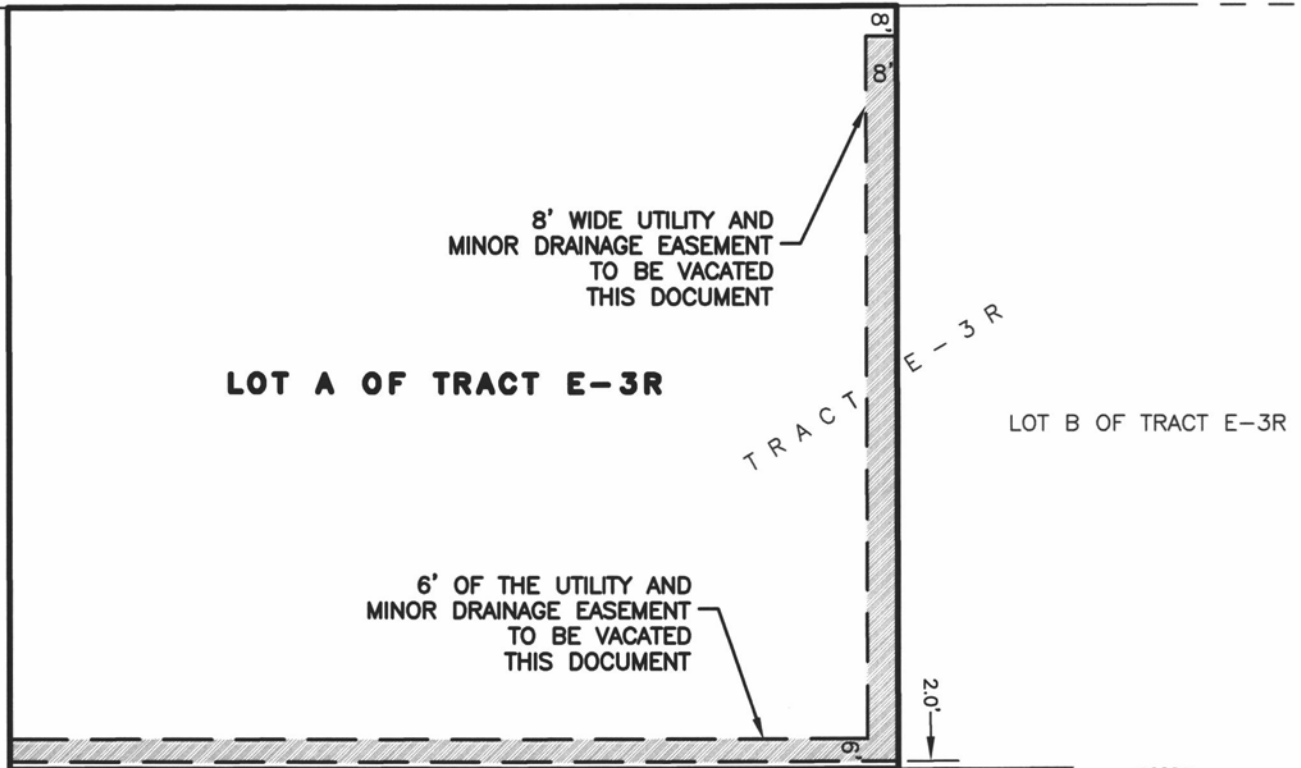 8'
8'
8' WIDE UTILITY AND
MINOR DRAINAGE EASEMENT
TO BE VACATED
THIS DOCUMENT
TRACT E-3R
LOT A OF TRACT E-3R
LOT B OF TRACT E-3R
6' OF THE UTILITY AND
MINOR DRAINAGE EASEMENT
TO BE VACATED
THIS DOCUMENT
2.0'
6'